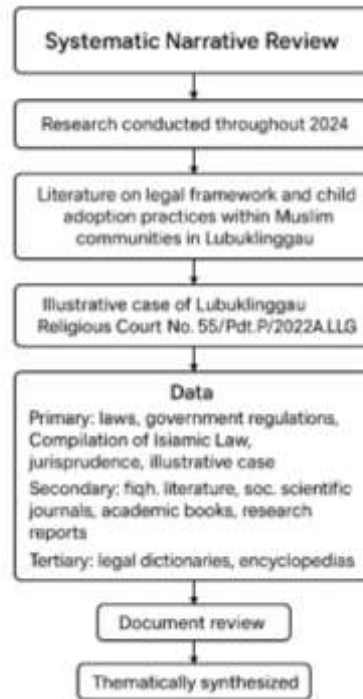 Systematic Narrative Review
Research conducted throughout 2024
Literature on legal framework and child
adoption practices within Muslim
communities in Lubuklinggau
Illustrative case of Lubuklinggau
Religious Court No. 55/Pdt.P/2022A.LLG
Data
Primary: laws, government regulations,
Compilation of Islamic Law,
jurisprudence, illustrative case
Secondary: fiqh. literature, soc. scientific
journals, academic books, research
reports
Tertiary: legal dictionaries, encyclopedias
Document review
Thematically synthesized